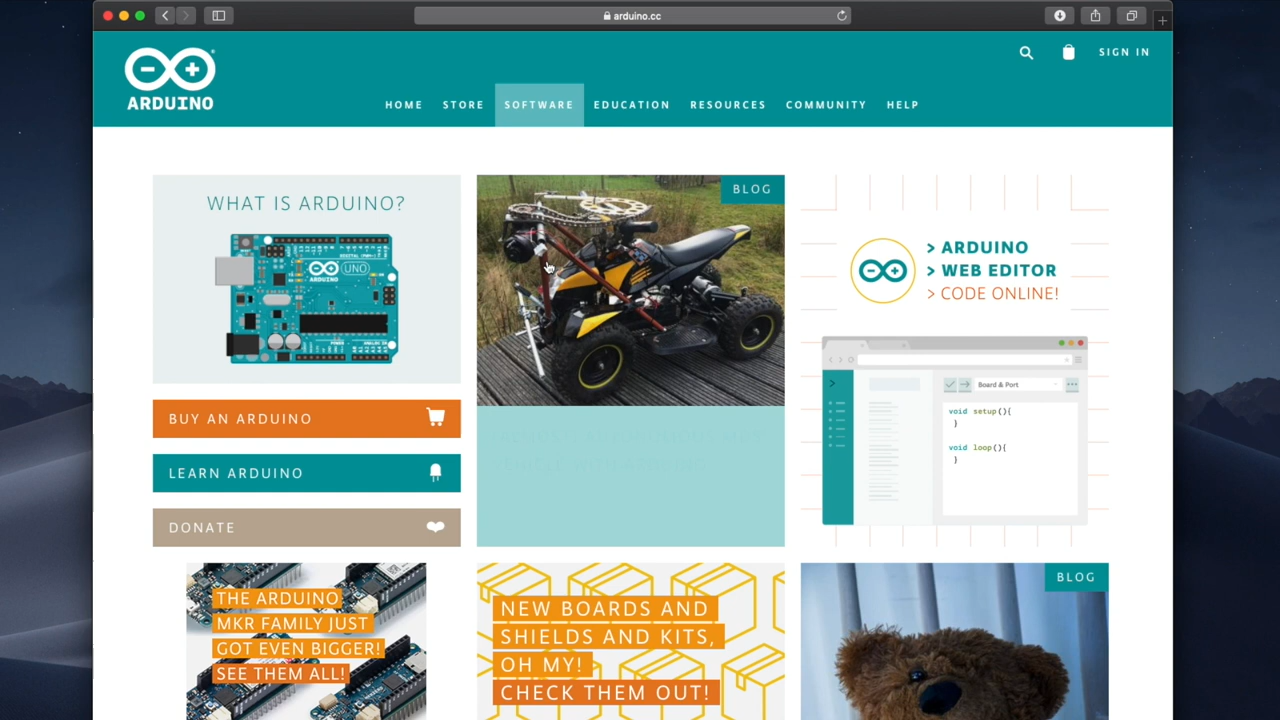 arduino.cc
SIGN IN
ARDUINO
HOME STORE SOFTWARE EDUCATION RESOURCES COMMUNITY HELP
WHAT IS ARDUINO?
UNO
BUY AN ARDUINO
LEARN ARDUINO
DONATE
BLOG
> ARDUINO
> WEB EDITOR
> CODE ONLINE!
Board & Port
void setup(){
}
void loop(){
}
THE ARDUINO
MKR FAMILY JUST
GOT EVEN BIGGER!
SEE THEM ALL!
NEW BOARDS AND
SHIELDS AND KITS,
OH MY!
CHECK THEM OUT!
BLOG